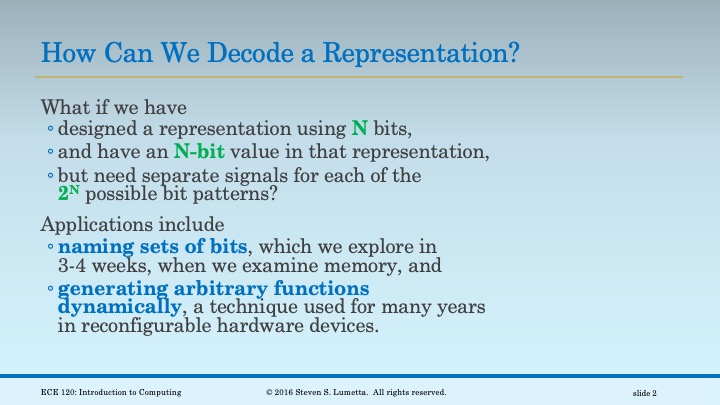 How Can We Decode a Representation?
What if we have
◦ designed a representation using N bits,
◦ and have an N-bit value in that representation,
◦ but need separate signals for each of the
2ᴺ possible bit patterns?
Applications include
◦ naming sets of bits, which we explore in
3-4 weeks, when we examine memory, and
◦ generating arbitrary functions
dynamically, a technique used for many years
in reconfigurable hardware devices.
ECE 120: Introduction to Computing © 2016 Steven S. Lumetta. All rights reserved. slide 2